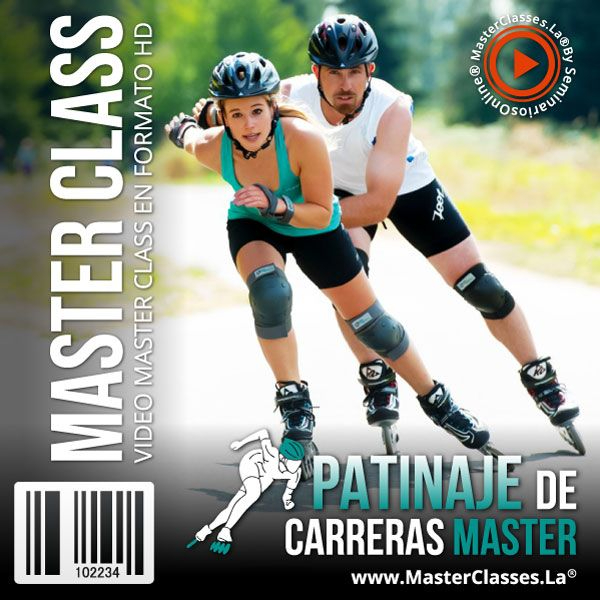 MASTER CLASS
VIDEO MASTER CLASS EN FORMATO HD
MasterClasses.La® By SeminariosOnline®
PATINAJE DE
CARRERAS MASTER
102234
www.MasterClasses.La®